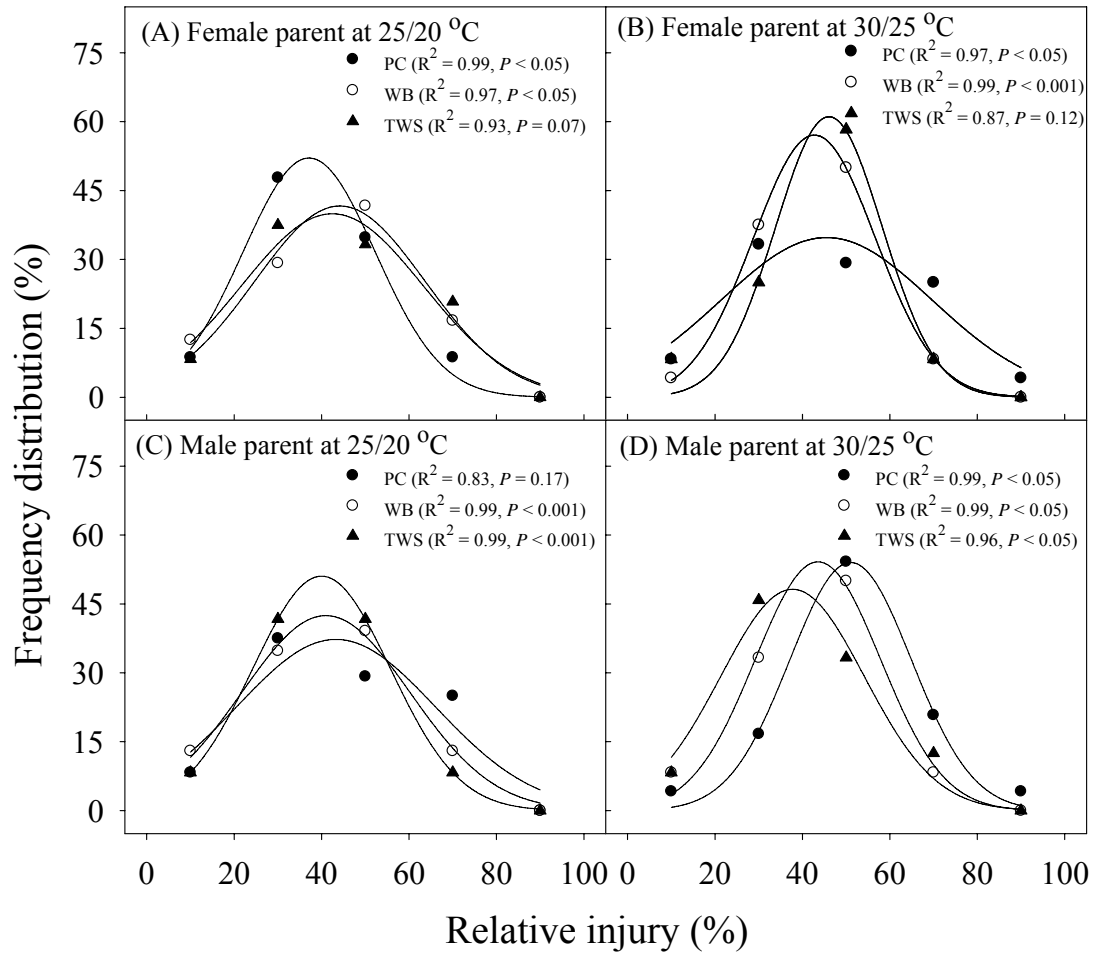 (A) Female parent at 25/20 °C
PC (R² = 0.99, P < 0.05)
WB (R² = 0.97, P < 0.05)
TWS (R² = 0.93, P = 0.07)
75
60
45
30
15
0
(B) Female parent at 30/25 °C
PC (R² = 0.97, P < 0.05)
WB (R² = 0.99, P < 0.001)
TWS (R² = 0.87, P = 0.12)
(C) Male parent at 25/20 °C
PC (R² = 0.83, P = 0.17)
WB (R² = 0.99, P < 0.001)
TWS (R² = 0.99, P < 0.001)
75
60
45
30
15
0
(D) Male parent at 30/25 °C
PC (R² = 0.99, P < 0.05)
WB (R² = 0.99, P < 0.05)
TWS (R² = 0.96, P < 0.05)
Frequency distribution (%)
0 20 40 60 80 100 0 20 40 60 80 100
Relative injury (%)